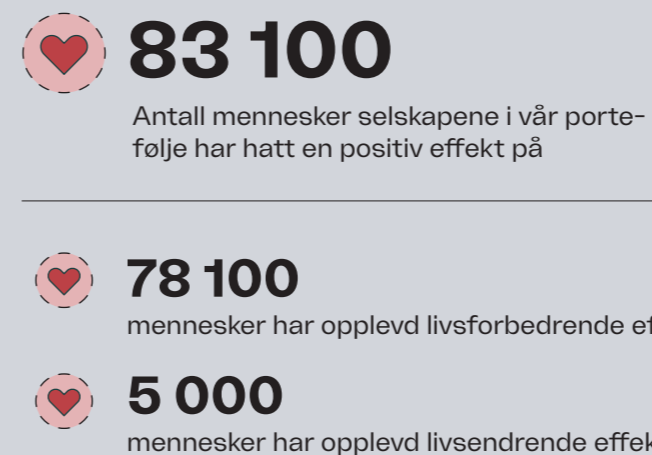 83 100
Antall mennesker selskapene i vår porte-
følje har hatt en positiv effekt på
78 100
mennesker har opplevd livsforbedrende
5 000
mennesker har opplevd livsendrende